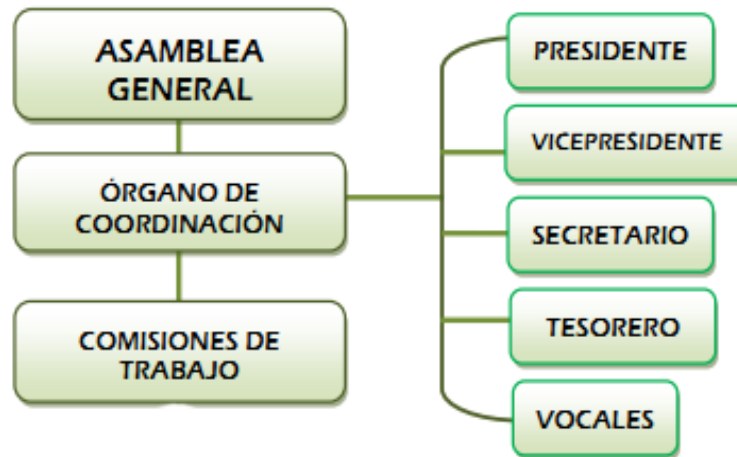 ASAMBLEA
GENERAL
ÓRGANO DE
COORDINACIÓN
COMISIONES DE
TRABAJO
PRESIDENTE
VICEPRESIDENTE
SECRETARIO
TESORERO
VOCALES